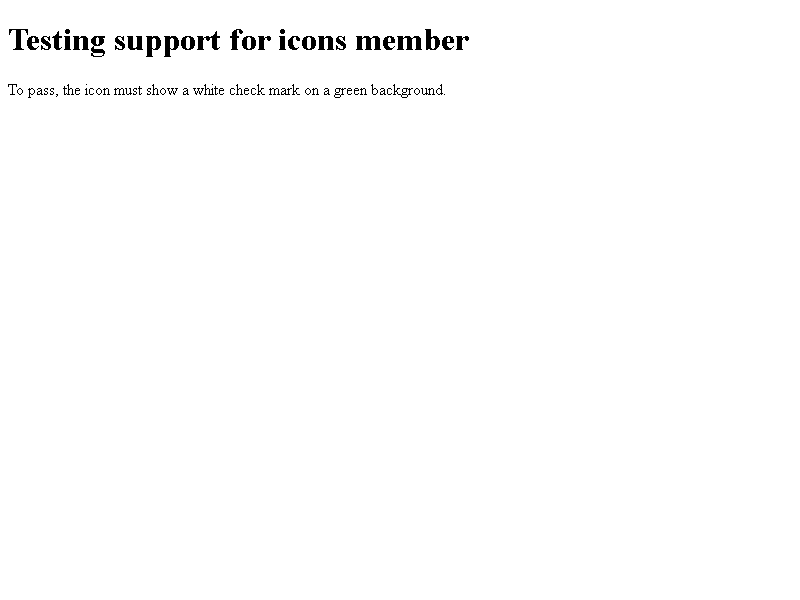 Testing support for icons member
To pass, the icon must show a white check mark on a green background.